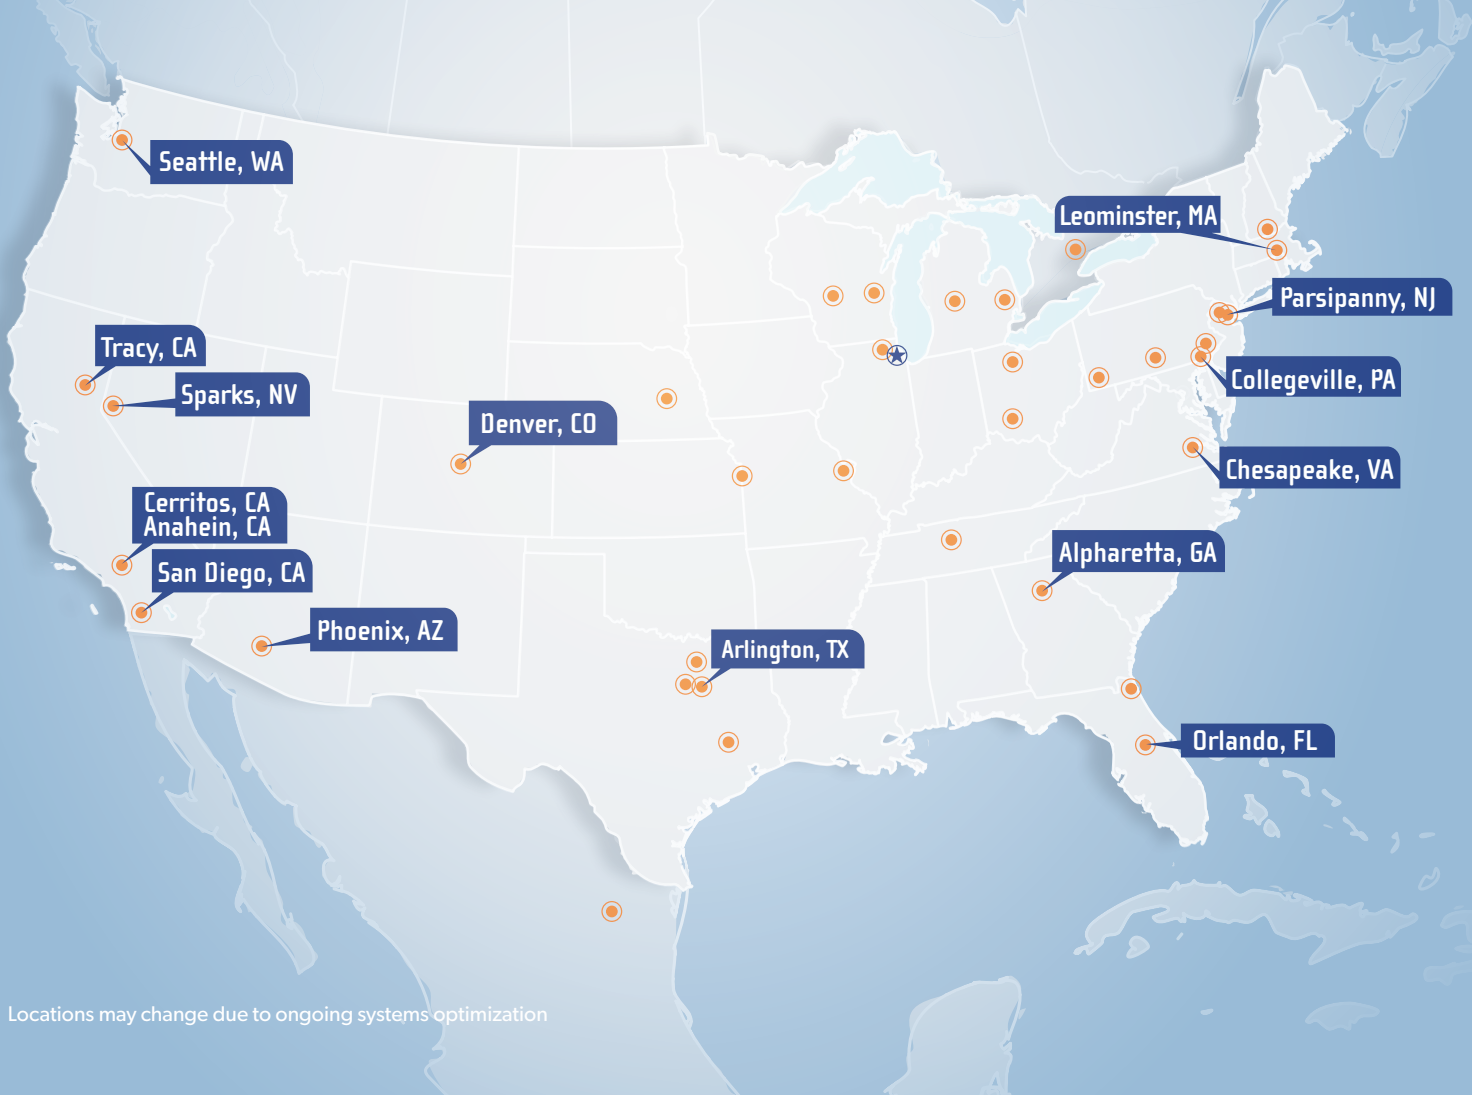 Seattle, WA
Leominster, MA
Parsipanny, NJ
Tracy, CA
Sparks, NV
Collegeville, PA
Denver, CO
Chesapeake, VA
Cerritos, CA
Anahein, CA
Alpharetta, GA
San Diego, CA
Phoenix, AZ
Arlington, TX
Orlando, FL
Locations may change due to ongoing systems optimization